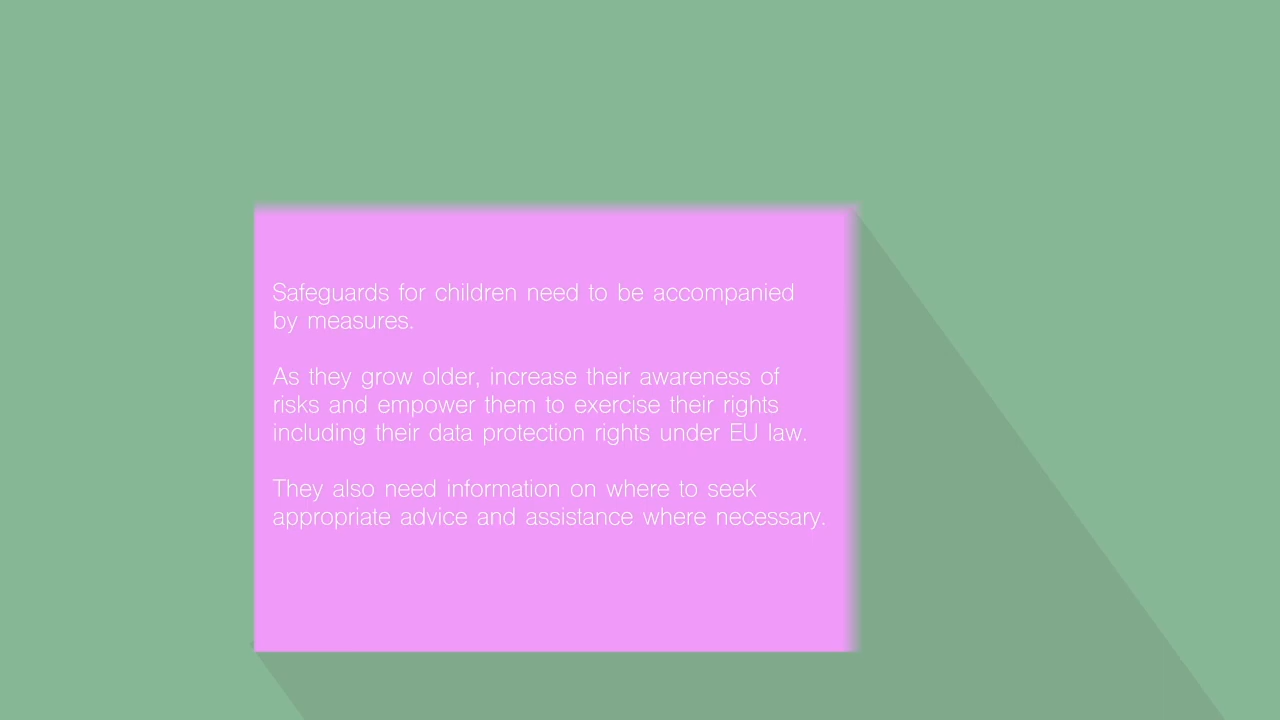 Safeguards for children need to be accompanied
by measures.
As they grow older, increase their awareness of
risks and empower them to exercise their rights
including their data protection rights under EU law.
They also need information on where to seek
appropriate advice and assistance where necessary.